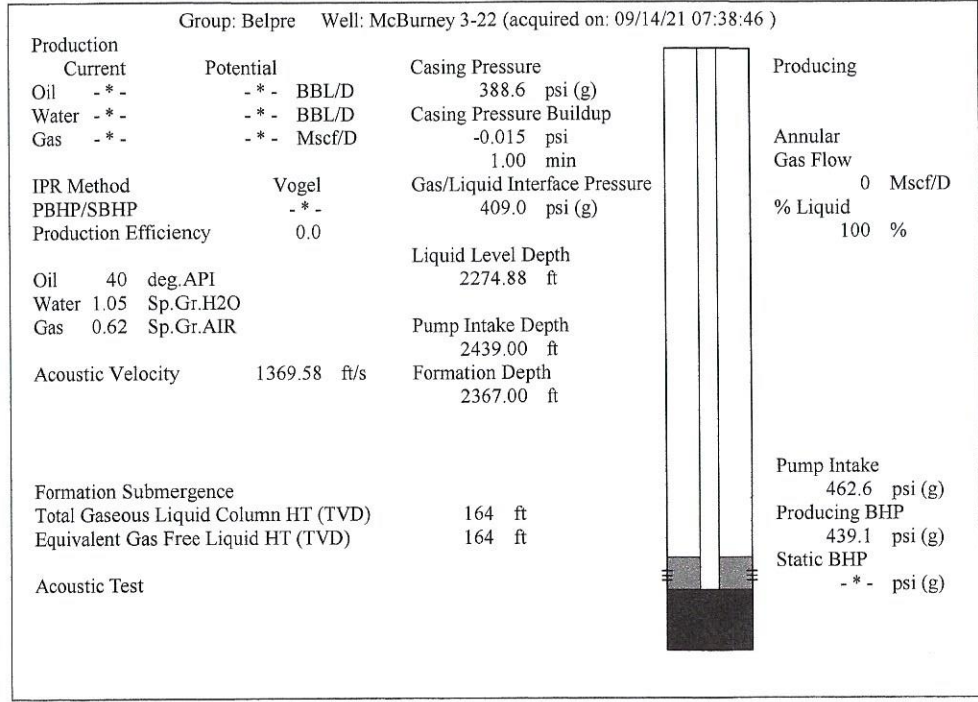 Group: Belpre Well: McBurney 3-22 (acquired on: 09/14/21 07:38:46 )
Production
Current Potential
Oil - * - - * - BBL/D
Water - * - - * - BBL/D
Gas - * - - * - Mscf/D
IPR Method Vogel
PBHP/SBHP - * -
Production Efficiency 0.0
Oil 40 deg.API
Water 1.05 Sp.Gr.H2O
Gas 0.62 Sp.Gr.AIR
Acoustic Velocity 1369.58 ft/s
Casing Pressure
388.6 psi (g)
Casing Pressure Buildup
-0.015 psi
1.00 min
Gas/Liquid Interface Pressure
409.0 psi (g)
Liquid Level Depth
2274.88 ft
Pump Intake Depth
2439.00 ft
Formation Depth
2367.00 ft
Formation Submergence
Total Gaseous Liquid Column HT (TVD) 164 ft
Equivalent Gas Free Liquid HT (TVD) 164 ft
Acoustic Test
Producing
Annular
Gas Flow
0 Mscf/D
% Liquid
100 %
Pump Intake
462.6 psi (g)
Producing BHP
439.1 psi (g)
Static BHP
- * - psi (g)